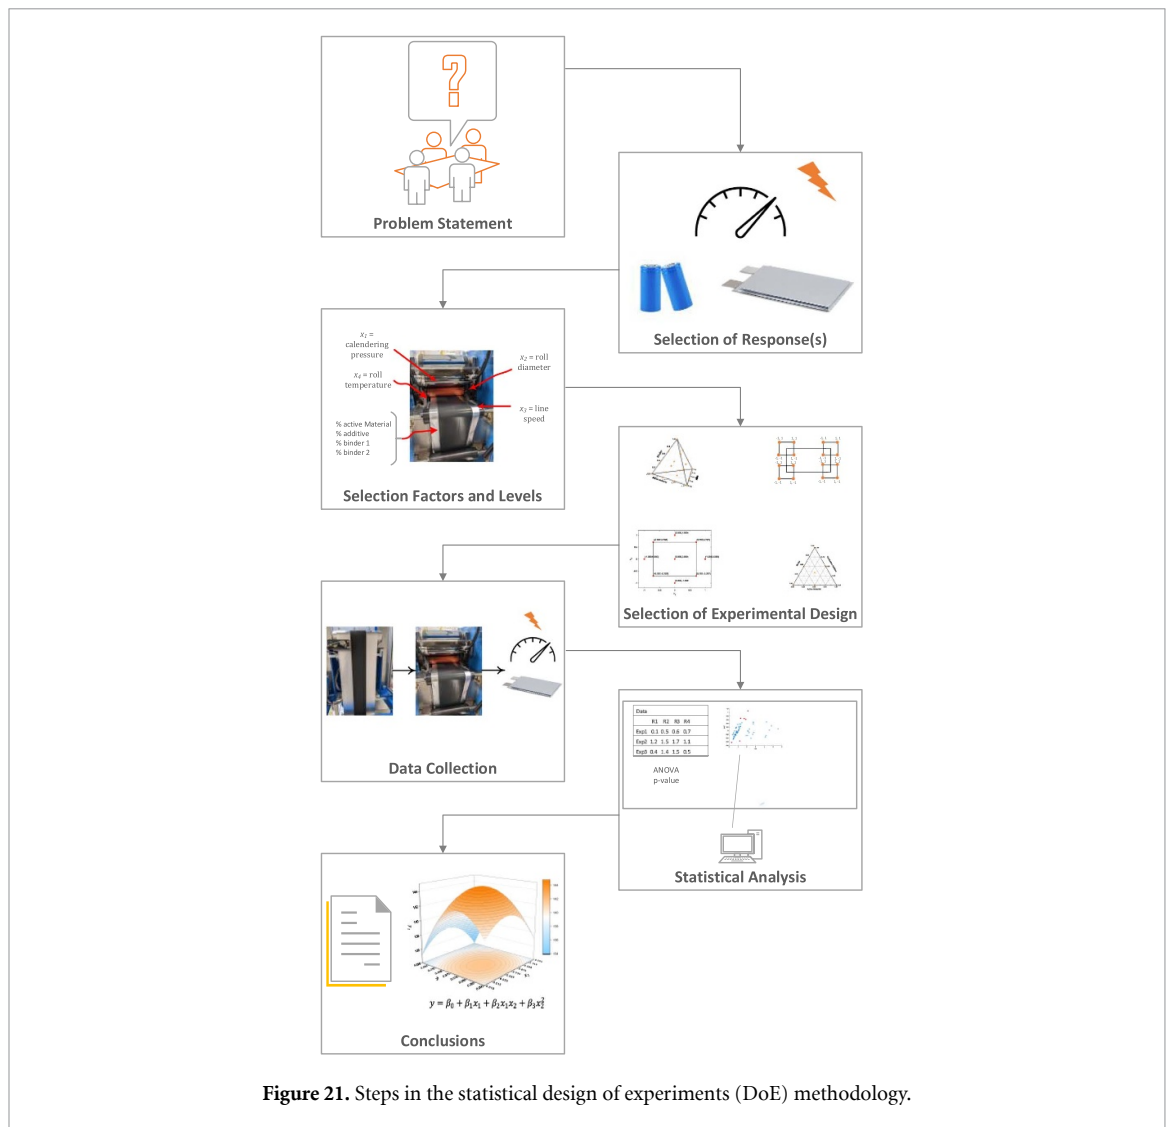 ?
Problem Statement
Selection of Response(s)
x1 =
calendering
pressure
x2 = roll
diameter
x4 = roll
temperature
x3 = line
speed
% active Material
% additive
% binder 1
% binder 2
Selection Factors and Levels
Selection of Experimental Design
Data Collection
Data
R1 R2 R3 R4
Exp1 0.1 0.5 0.6 0.7
Exp2 1.2 1.5 1.7 1.1
Exp3 0.4 1.4 1.5 0.5
ANOVA
p-value
Statistical Analysis
y = β0 + β1x1 + β2x1x2 + β3x₂²
Conclusions
Figure 21. Steps in the statistical design of experiments (DoE) methodology.